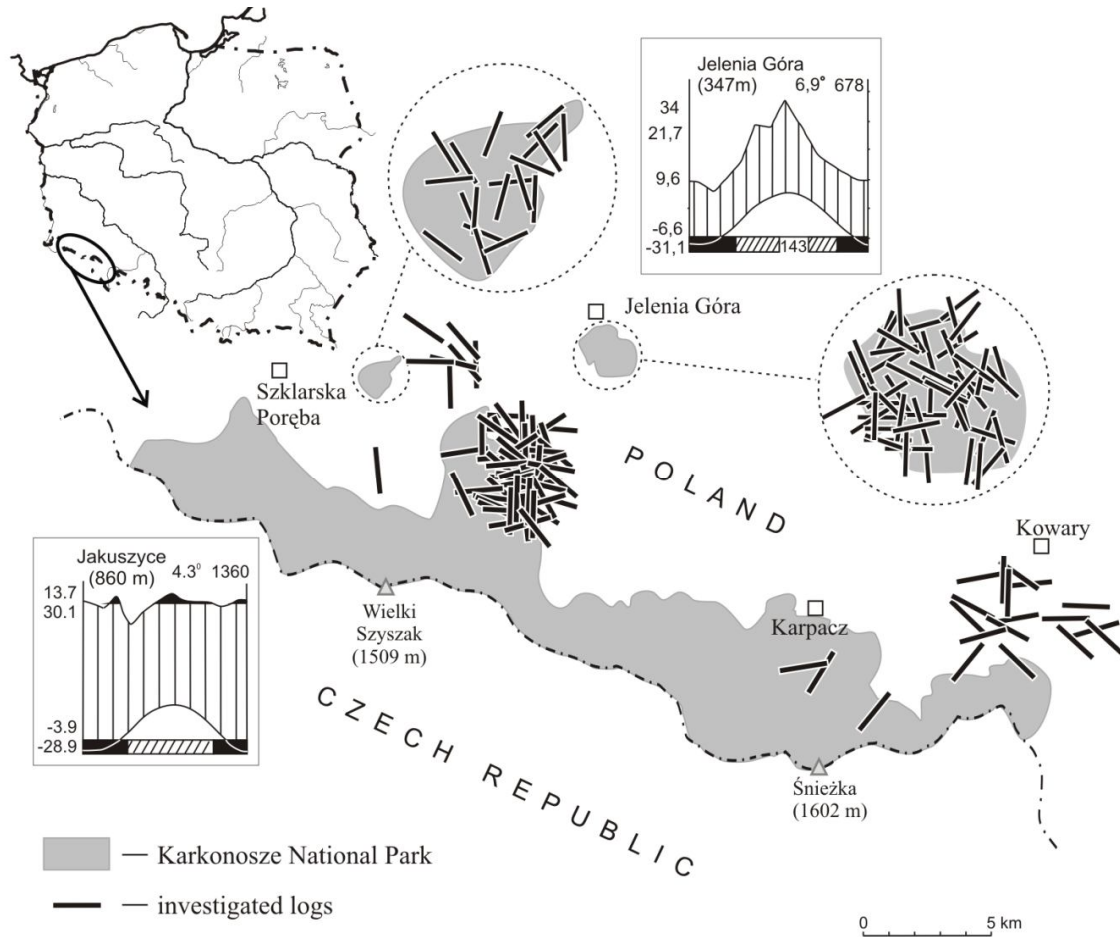 Jelenia Góra
(347m) 6,9° 678
34
21,7
9,6
-6,6
-31,1
143
Jelenia Góra
Szklarska
Poręba
POLAND
Kowary
Jakuszyce
(860 m) 4.3⁰ 1360
13.7
30.1
-3.9
-28.9
Wielki
Szyszak
(1509 m)
Karpacz
CZECH REPUBLIC
Śnieżka
(1602 m)
— Karkonosze National Park
— investigated logs
0 5 km